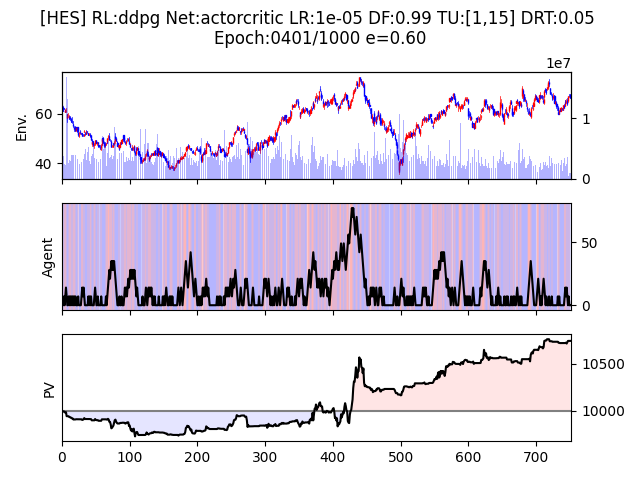 [HES] RL:ddpg Net:actorcritic LR:1e-05 DF:0.99 TU:[1,15] DRT:0.05
Epoch:0401/1000 e=0.60
1e7
Env.
60
40
1
0
Agent
50
0
PV
10500
10000
0 100 200 300 400 500 600 700